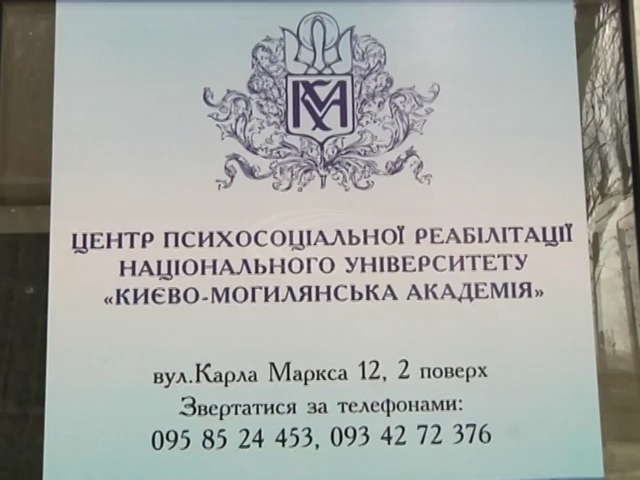 КМА
ЦЕНТР ПСИХОСОЦІАЛЬНОЇ РЕАБІЛІТАЦІЇ
НАЦІОНАЛЬНОГО УНІВЕРСИТЕТУ
«КИЄВО-МОГИЛЯНСЬКА АКАДЕМІЯ»
вул.Карла Маркса 12, 2 поверх
Звертатися за телефонами:
095 85 24 453, 093 42 72 376